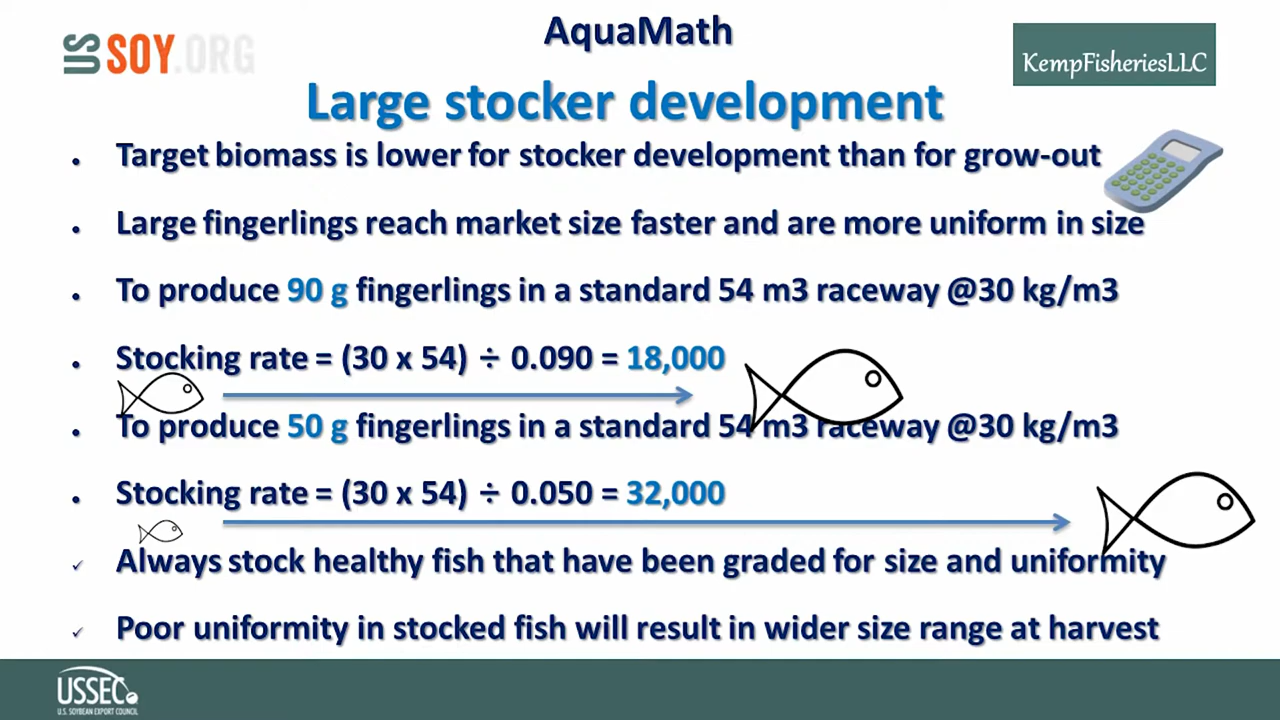 AquaMath
US SOY.ORG
KempFisheriesLLC
Large stocker development
• Target biomass is lower for stocker development than for grow-out
• Large fingerlings reach market size faster and are more uniform in size
• To produce 90 g fingerlings in a standard 54 m3 raceway @30 kg/m3
• Stocking rate = (30 x 54) ÷ 0.090 = 18,000
• To produce 50 g fingerlings in a standard 54 m3 raceway @30 kg/m3
• Stocking rate = (30 x 54) ÷ 0.050 = 32,000
✓ Always stock healthy fish that have been graded for size and uniformity
✓ Poor uniformity in stocked fish will result in wider size range at harvest
USSEC
U.S. SOYBEAN EXPORT COUNCIL